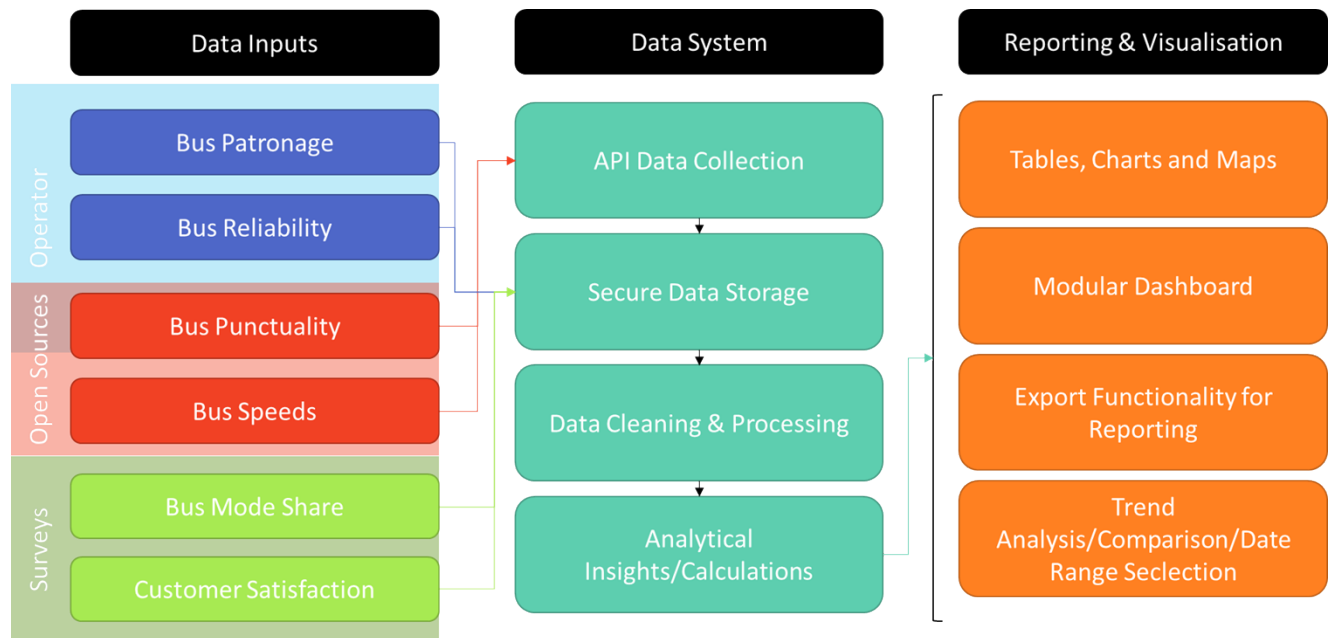 Data Inputs
Data System
Reporting & Visualisation
Operator
Bus Patronage
Bus Reliability
Open Sources
Bus Punctuality
Bus Speeds
Surveys
Bus Mode Share
Customer Satisfaction
API Data Collection
Secure Data Storage
Data Cleaning & Processing
Analytical
Insights/Calculations
Tables, Charts and Maps
Modular Dashboard
Export Functionality for
Reporting
Trend
Analysis/Comparison/Date
Range Seclection